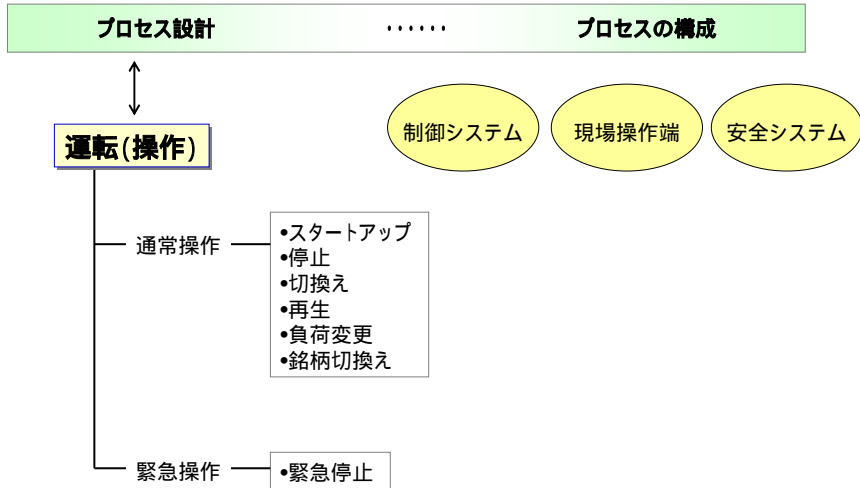 プロセス設計 ‥‥‥ プロセスの構成
制御システム 現場操作端 安全システム
運転(操作)
通常操作
•スタートアップ
•停止
•切換え
•再生
•負荷変更
•銘柄切換え
緊急操作
•緊急停止